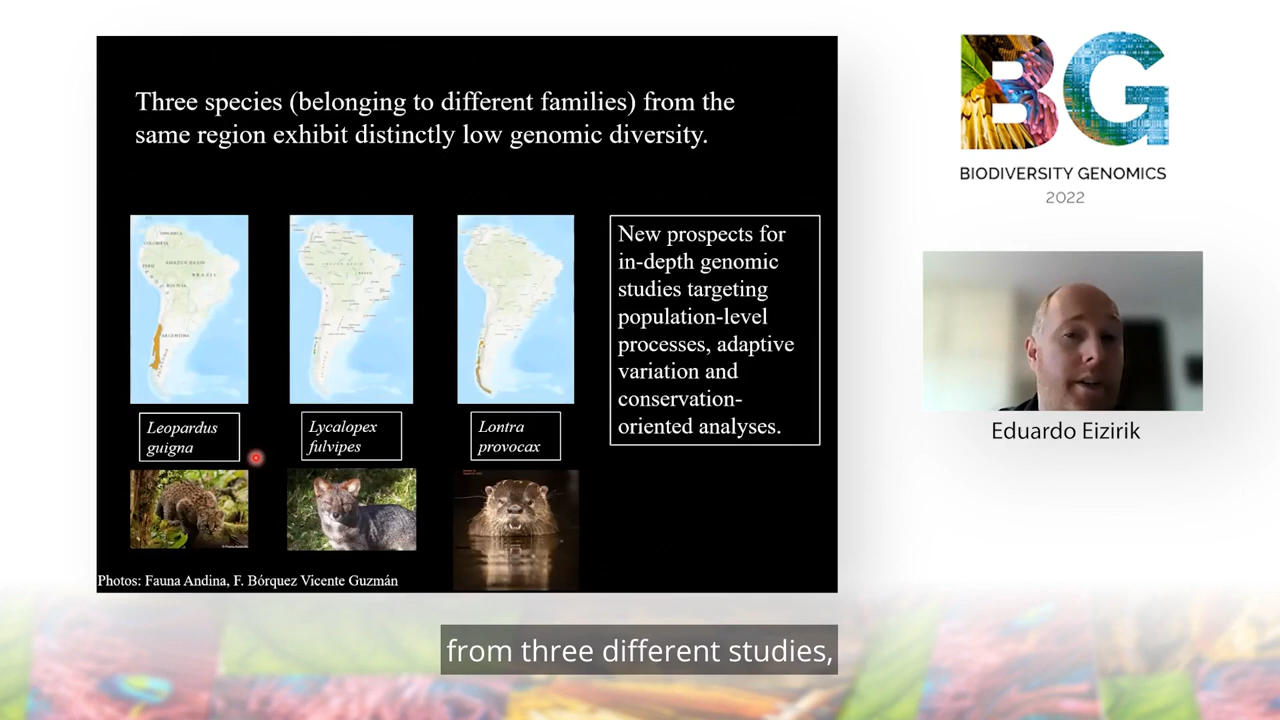 Three species (belonging to different families) from the
same region exhibit distinctly low genomic diversity.
New prospects for
in-depth genomic
studies targeting
population-level
processes, adaptive
variation and
conservation-
oriented analyses.
Leopardus
guigna
Lycalopex
fulvipes
Lontra
provocax
Photos: Fauna Andina, F. Bórquez Vicente Guzmán
BG
BIODIVERSITY GENOMICS
2022
Eduardo Eizirik
from three different studies,